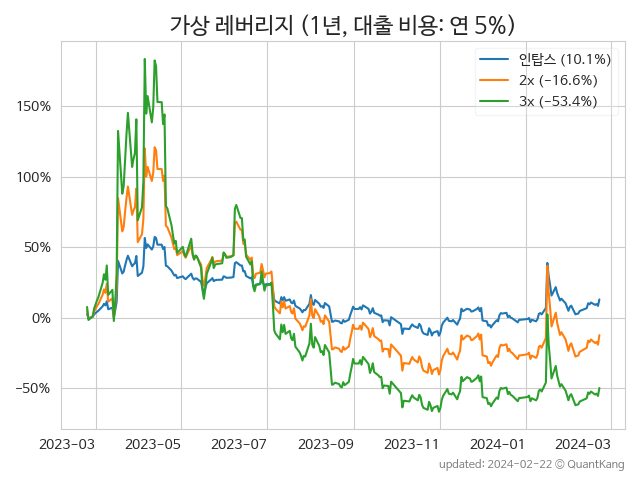 가상 레버리지 (1년, 대출 비용: 연 5%)
인탑스 (10.1%)
2x (−16.6%)
3x (−53.4%)
150%
100%
50%
0%
−50%
2023−03 2023−05 2023−07 2023−09 2023−11 2024−01 2024−03
updated: 2024-02-22 © QuantKang